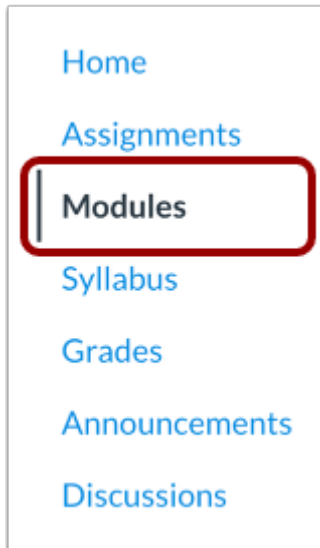 Home
Assignments
Modules
Syllabus
Grades
Announcements
Discussions